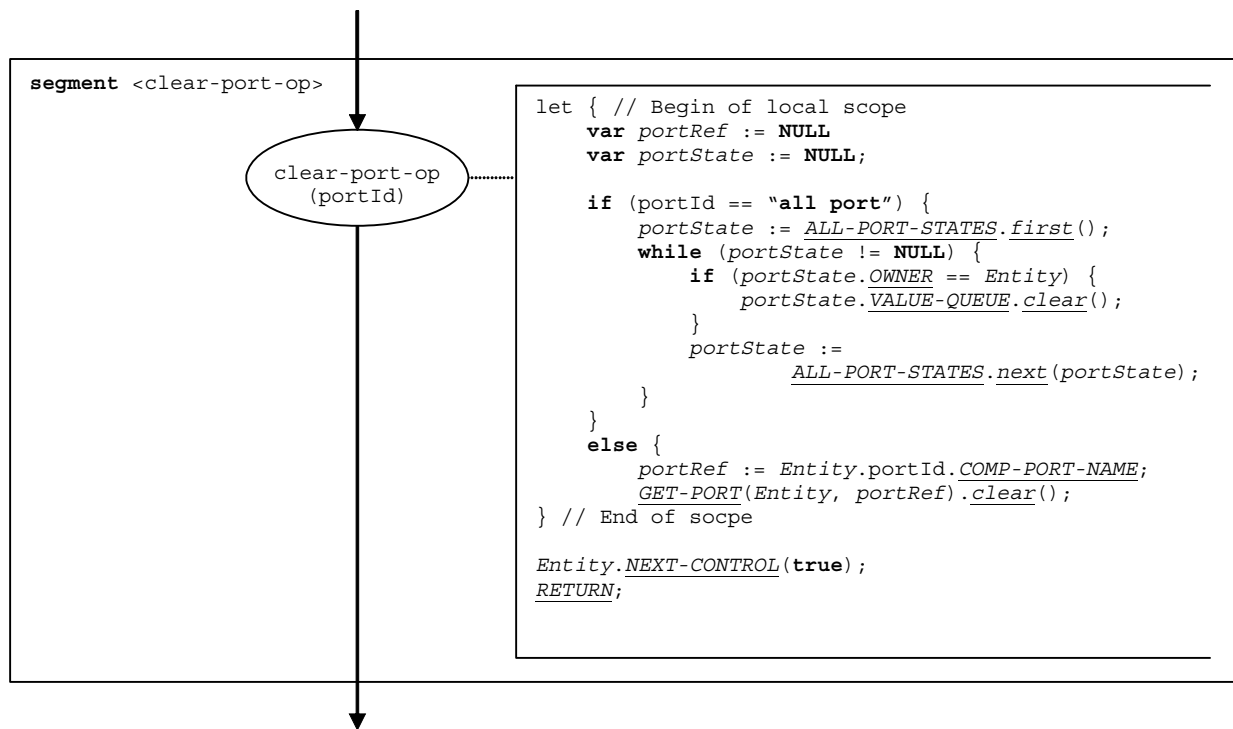 segment <clear-port-op>
clear-port-op
(portId)
let { // Begin of local scope
    var portRef := NULL
    var portState := NULL;

    if (portId == “all port”) {
        portState := ALL-PORT-STATES.first();
        while (portState != NULL) {
            if (portState.OWNER == Entity) {
                portState.VALUE-QUEUE.clear();
            }
            portState :=
                    ALL-PORT-STATES.next(portState);
        }
    }
    else {
        portRef := Entity.portId.COMP-PORT-NAME;
        GET-PORT(Entity, portRef).clear();
} // End of socpe

Entity.NEXT-CONTROL(true);
RETURN;